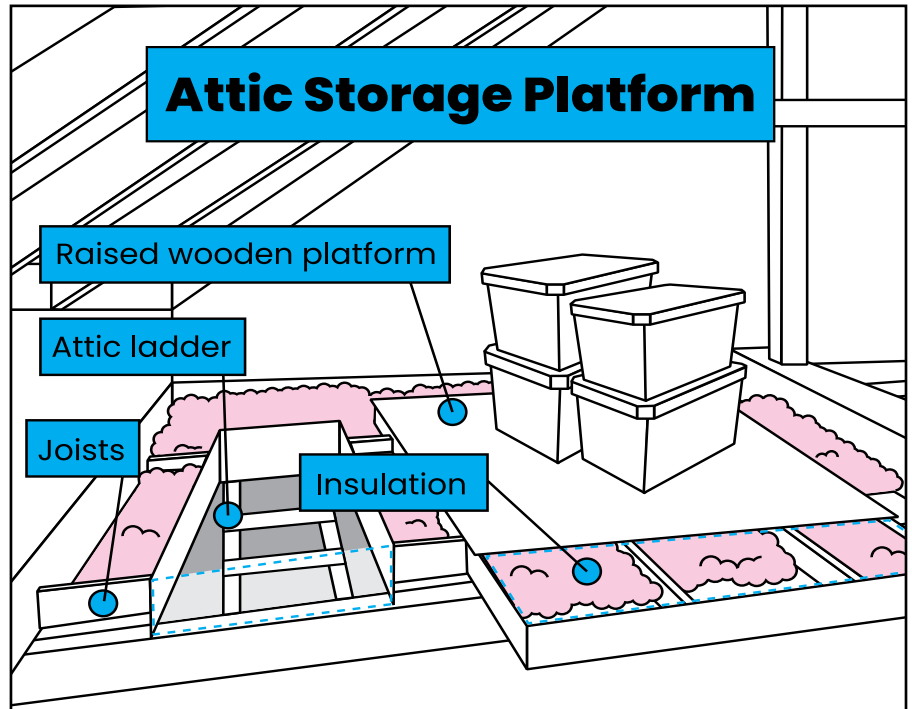 Attic Storage Platform
Raised wooden platform
Attic ladder
Joists
Insulation